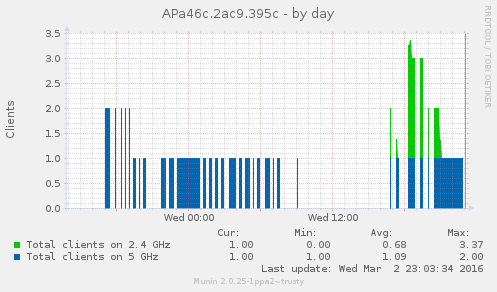 APa46c.2ac9.395c - by day
RRDTOOL / TOBI OETIKER
Clients
3.5
3.0
2.5
2.0
1.5
1.0
0.5
0.0
Wed 00:00 Wed 12:00
Cur: Min: Avg: Max:
Total clients on 2.4 GHz 1.00 0.00 0.68 3.37
Total clients on 5 GHz 1.00 1.00 1.09 2.00
Last update: Wed Mar 2 23:03:34 2016
Munin 2.0.25-1ppa2~trusty